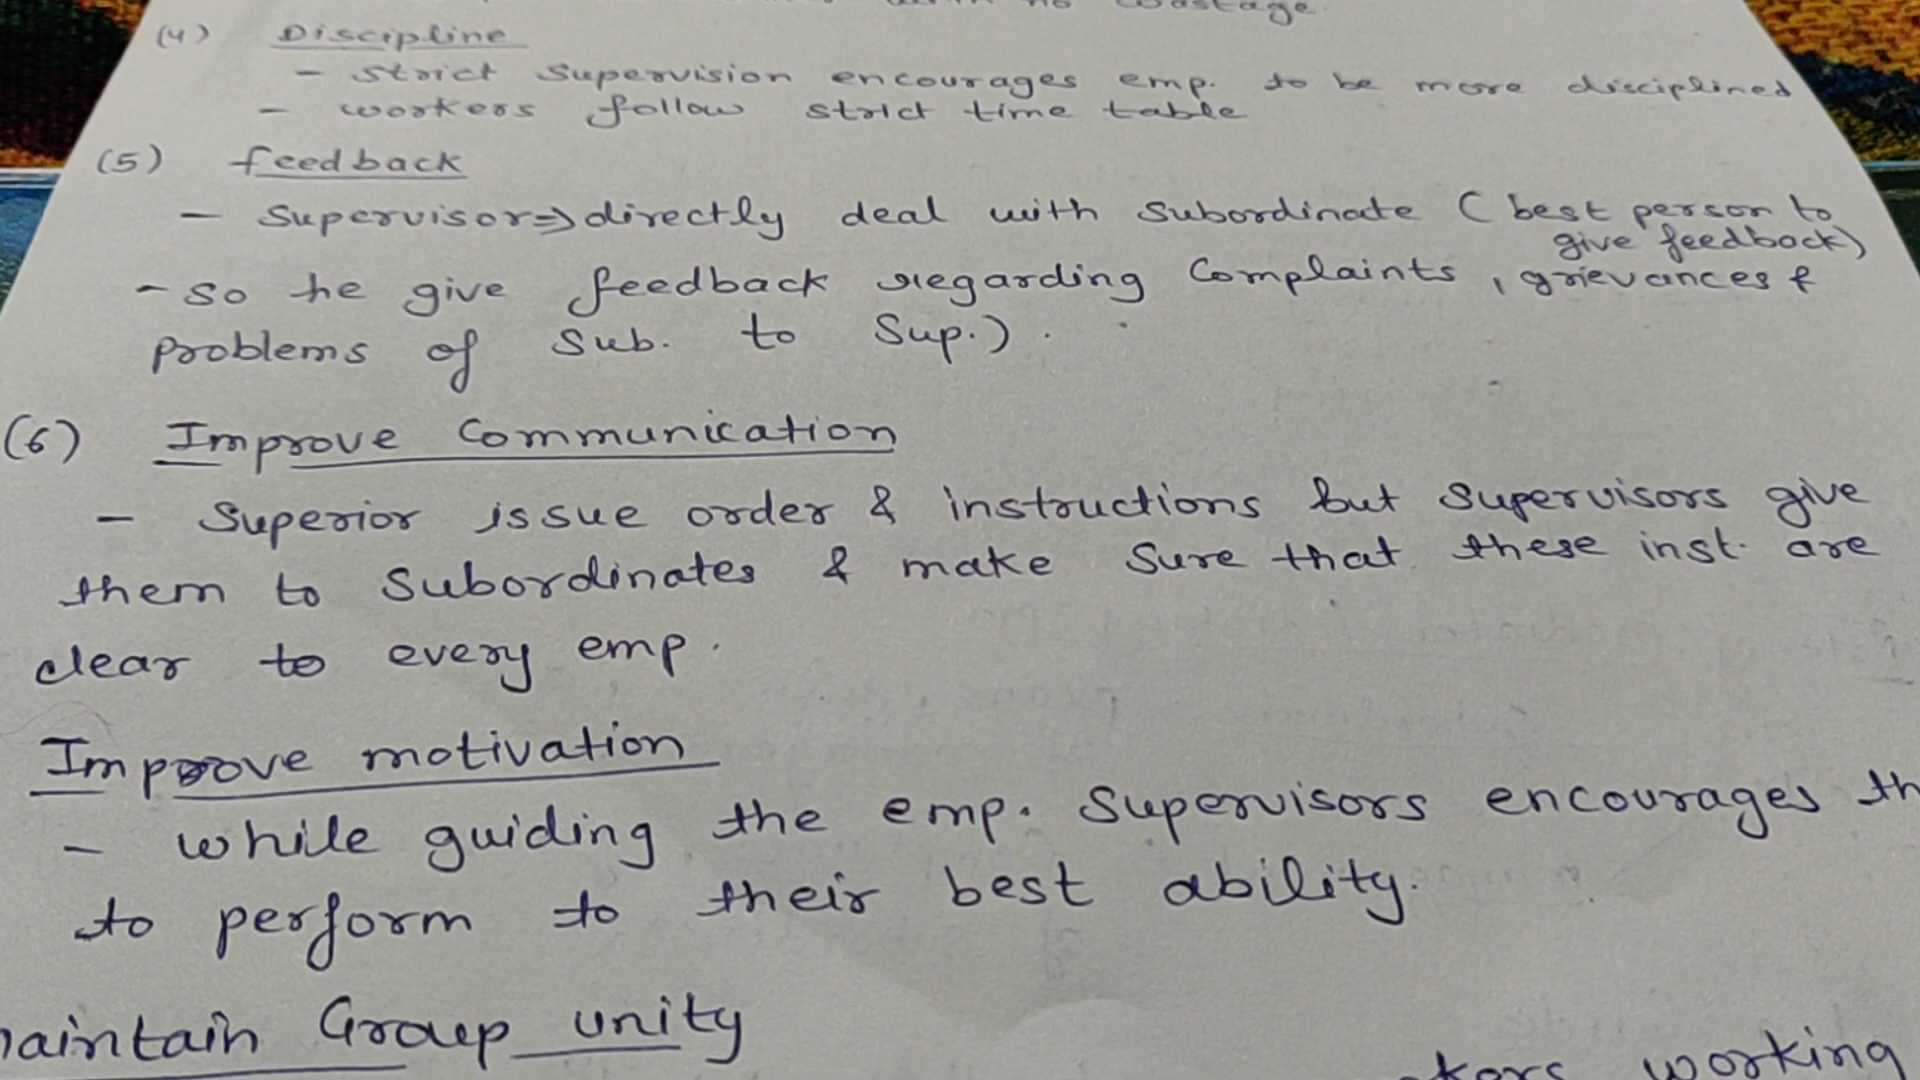 wastage.
(4) Discipline
- strict supervision encourages emp. to be more disciplined
- workers follow strict time table
(5) feedback
- Supervisor⇒directly deal with subordinate (best person to
give feedback)
- so he give feedback regarding Complaints, grievances &
problems of Sub. to Sup.).
(6) Improve Communication
- Superior issue order & instructions but supervisors give
them to subordinates & make sure that these inst. are
clear to every emp.
Improve motivation
- while guiding the emp. supervisors encourages th
to perform to their best ability.
aintain Group unity
working